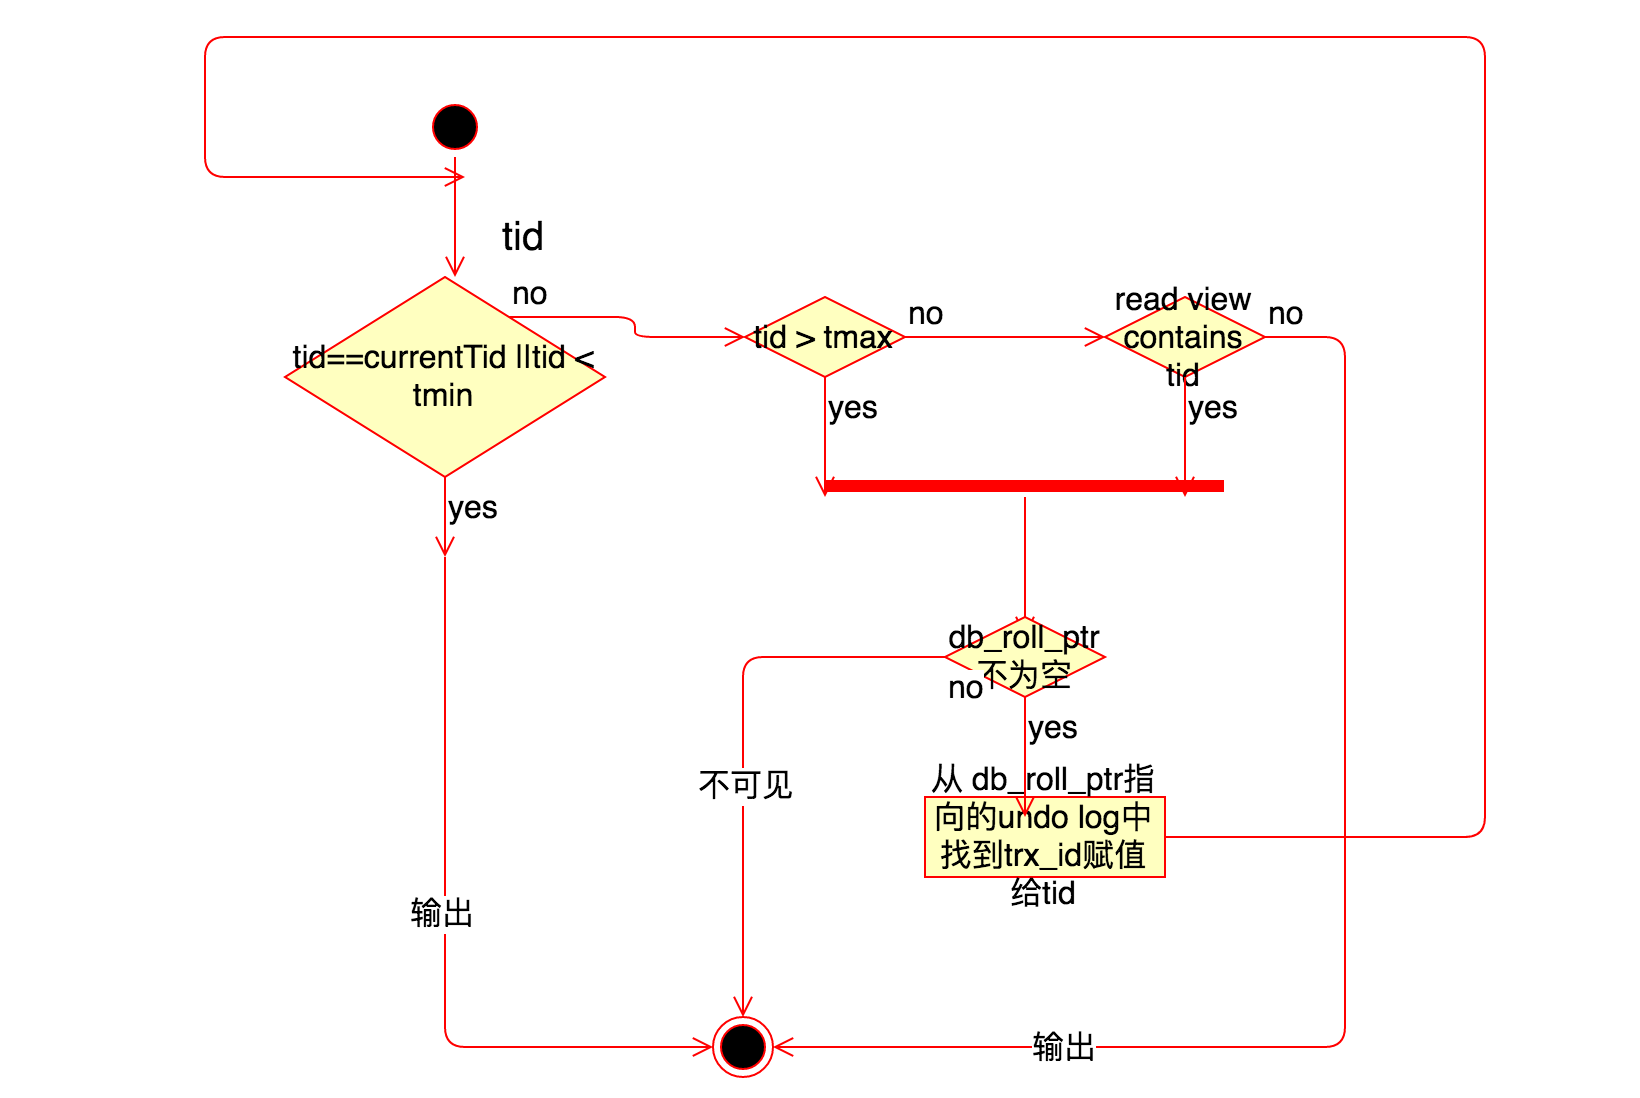 tid
no
tid==currentTid ||tid <
tmin
yes
tid > tmax
no
yes
read view
contains
tid
no
yes
db_roll_ptr
不为空
no
yes
不可见
从 db_roll_ptr指
向的undo log中
找到trx_id赋值
给tid
输出
输出